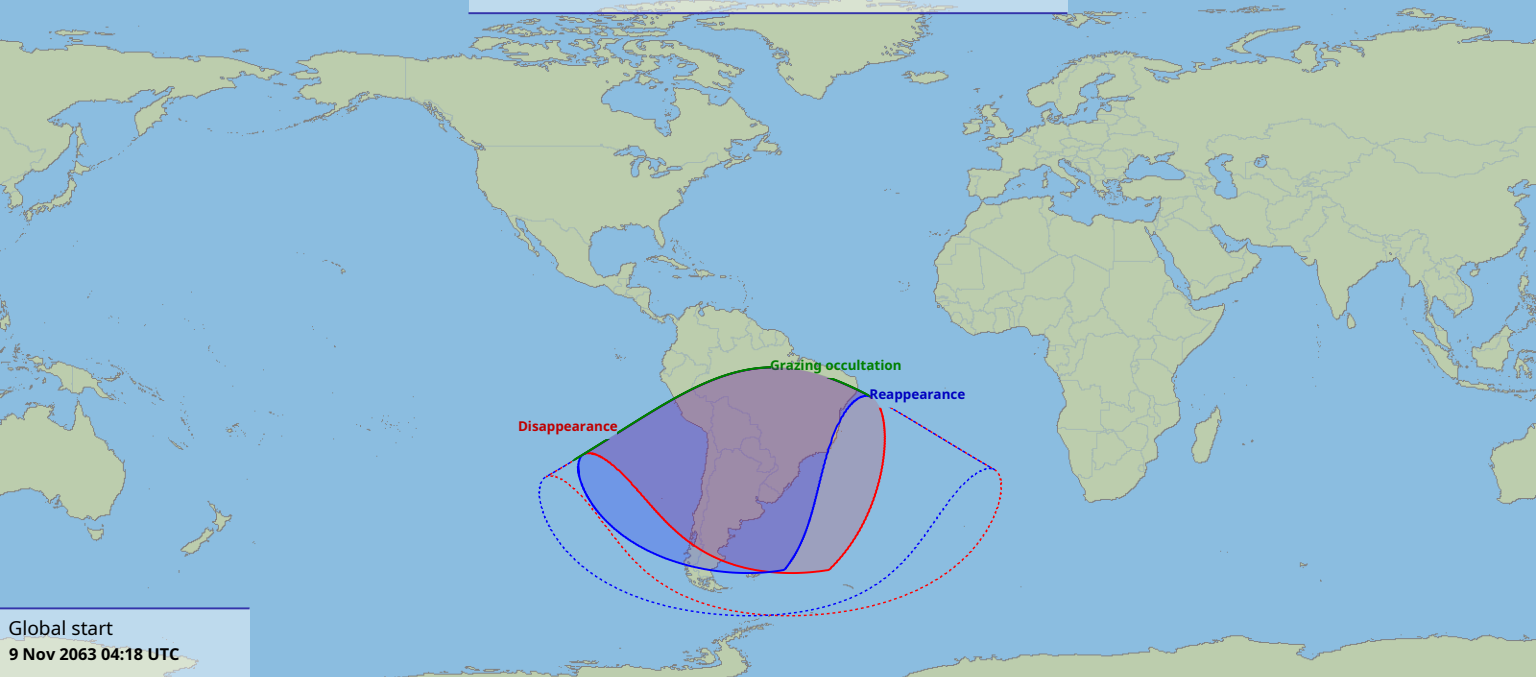 Grazing occultation
Reappearance
Disappearance
Global start
9 Nov 2063 04:18 UTC